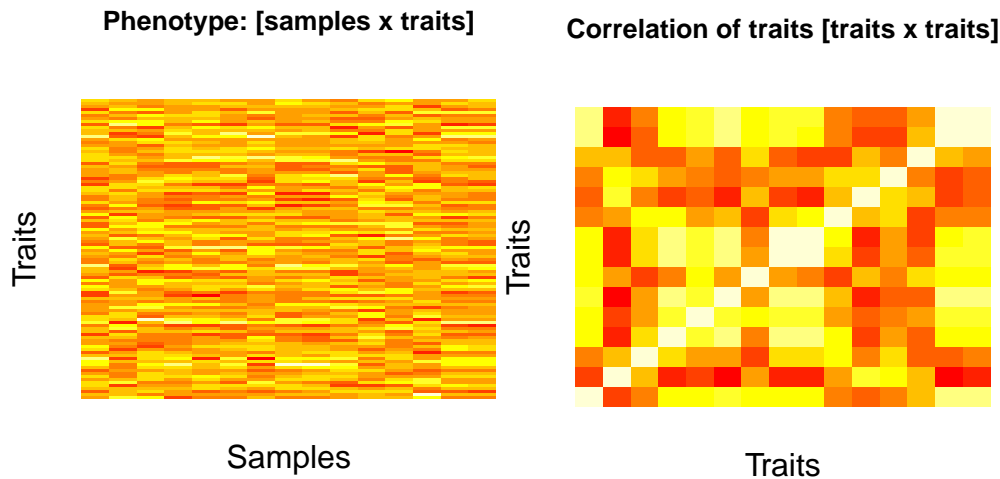 Phenotype: [samples x traits]
Correlation of traits [traits x traits]
Traits
Samples
Traits
Traits